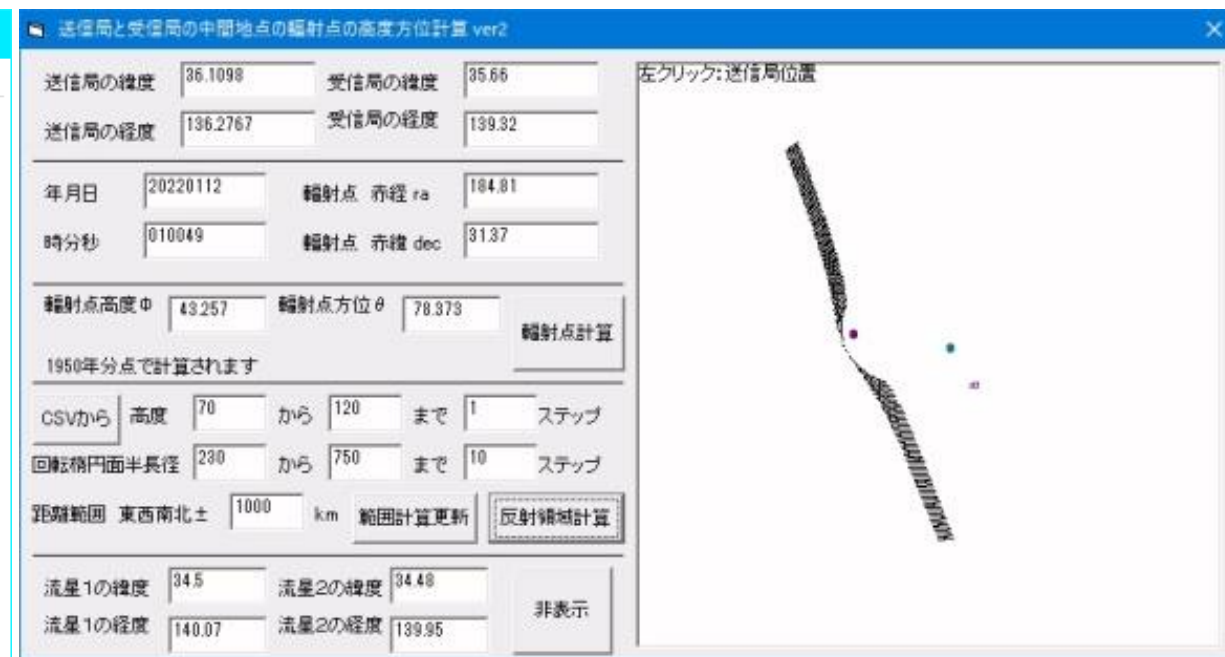 送信局と受信局の中間地点の輻射点の高度方位計算 ver2
送信局の緯度 36.1098 受信局の緯度 35.66
送信局の経度 136.2767 受信局の経度 139.32
年月日 20220112 輻射点 赤経 ra 184.81
時分秒 010049 輻射点 赤緯 dec 31.37
輻射点高度Φ 43.257 輻射点方位θ 78.373 輻射点計算
1950年分点で計算されます
CSVから 高度 70 から 120 まで 1 ステップ
回転楕円面半長径 230 から 750 まで 10 ステップ
距離範囲 東西南北± 1000 km 範囲計算更新 反射領域計算
流星1の緯度 34.5 流星2の緯度 34.48 非表示
流星1の経度 140.07 流星2の経度 139.95
左クリック:送信局位置